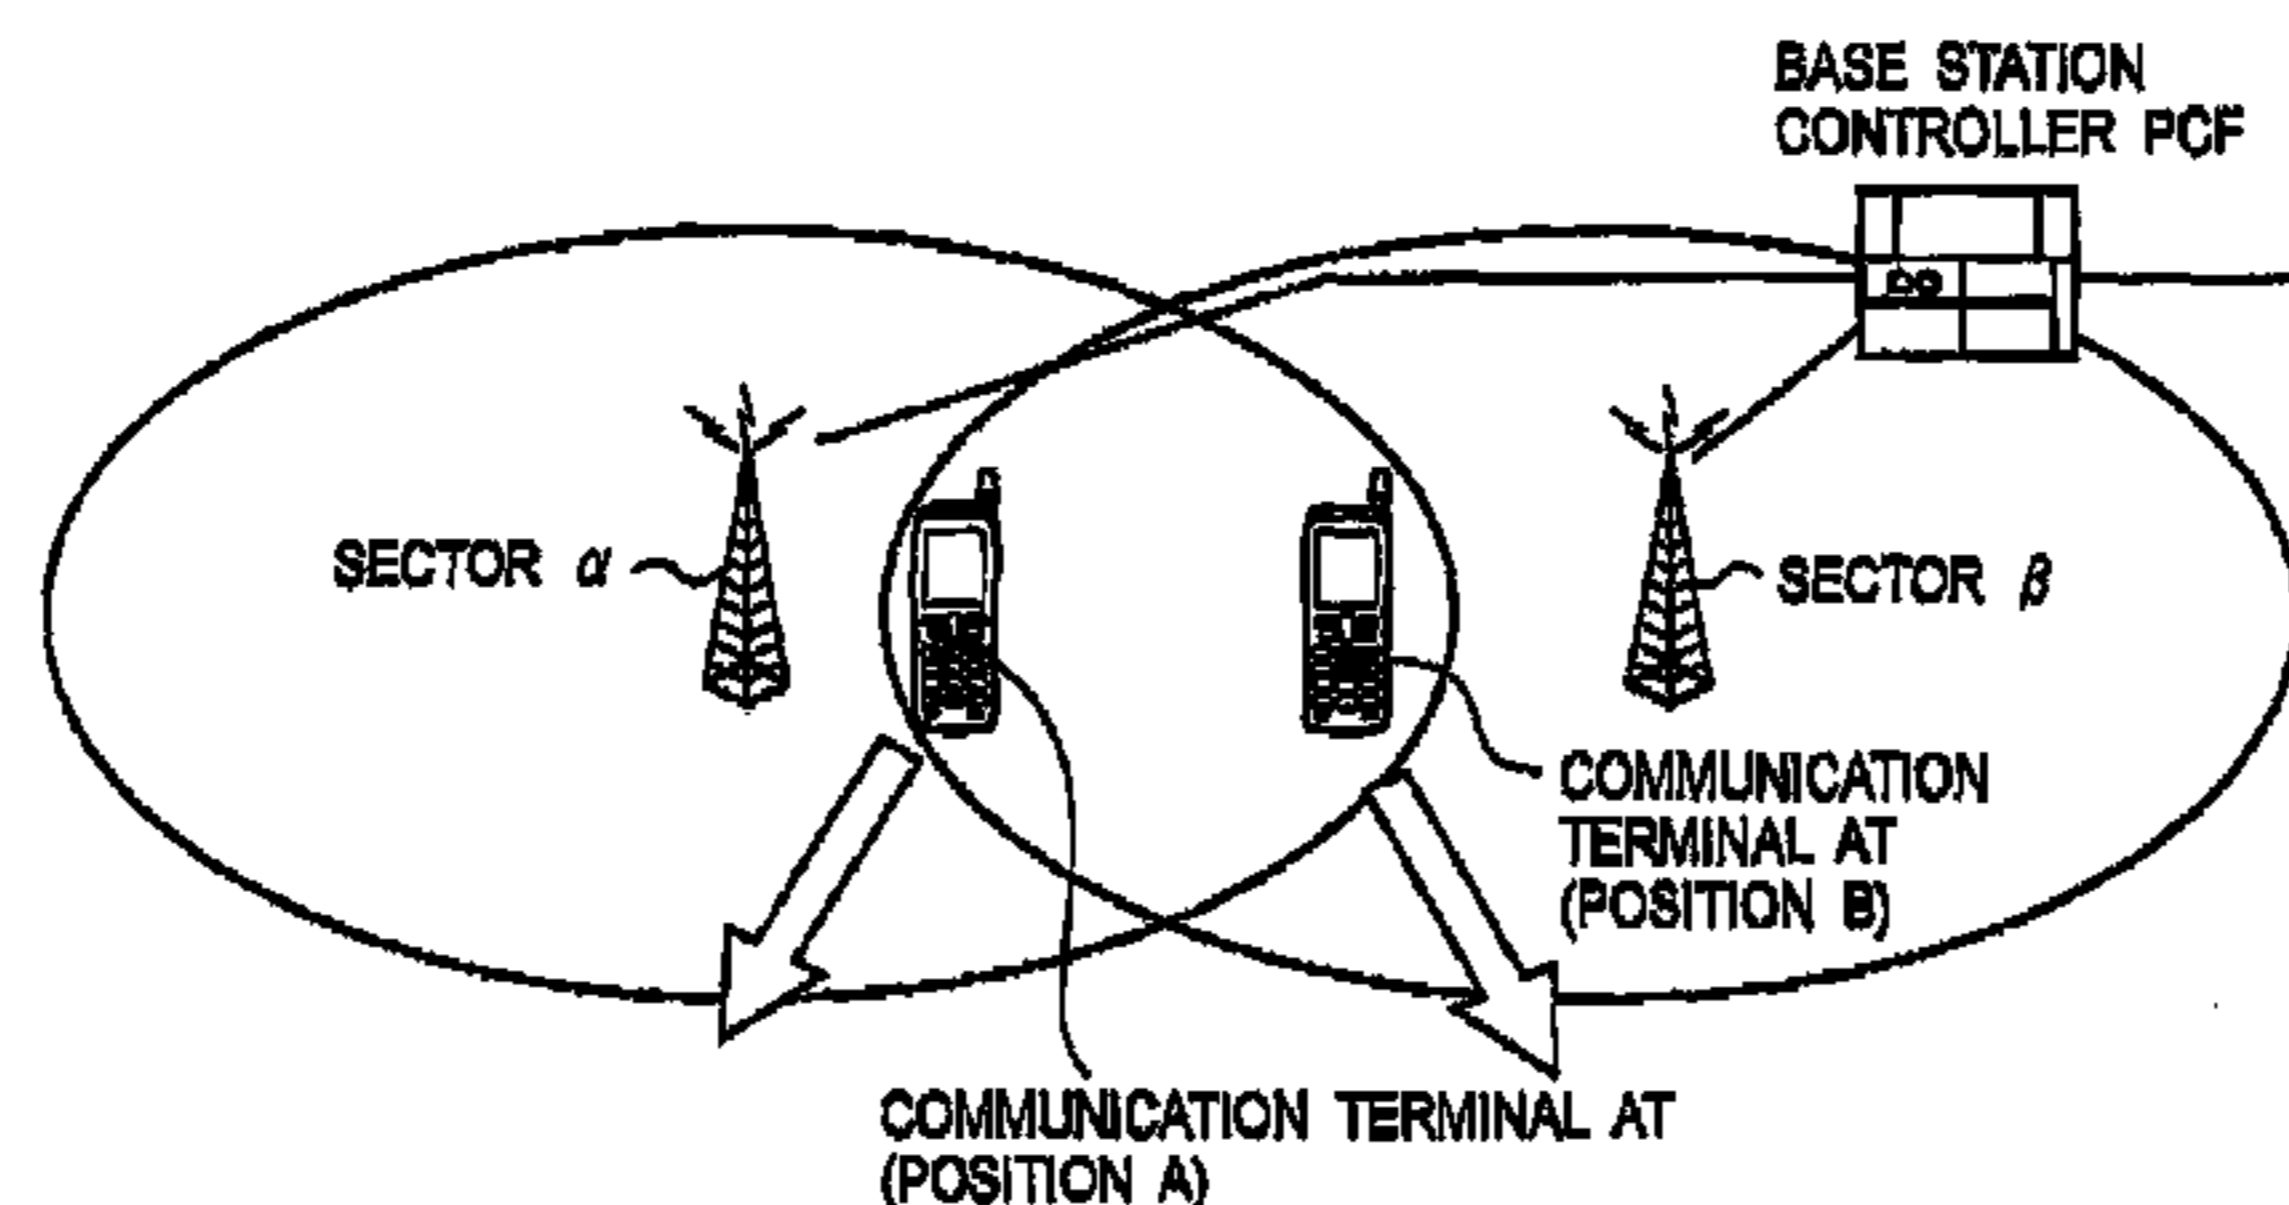 BASE STATION
CONTROLLER PCF
SECTOR α
SECTOR β
COMMUNICATION
TERMINAL AT
(POSITION B)
COMMUNICATION TERMINAL AT
(POSITION A)